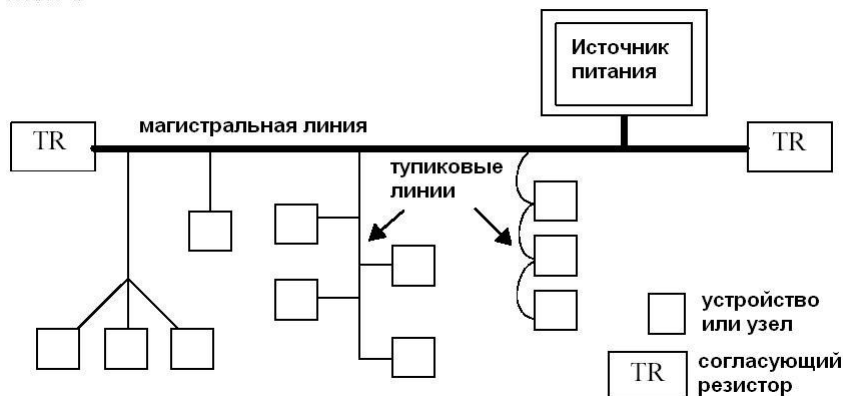 Источник
питания
TR
магистральная линия
TR
тупиковые
линии
устройство
или узел
TR
согласующий
резистор